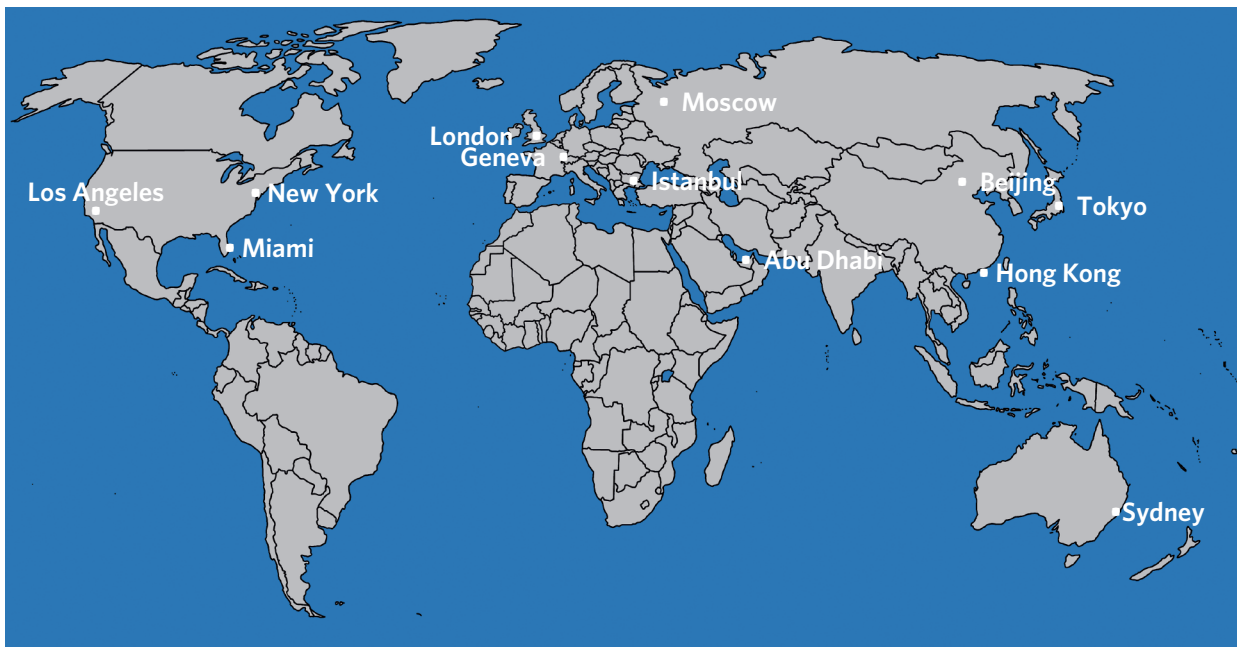 Moscow
London
Geneva
Istanbul
Beijing
Los Angeles
New York
Tokyo
Miami
Abu Dhabi
Hong Kong
Sydney